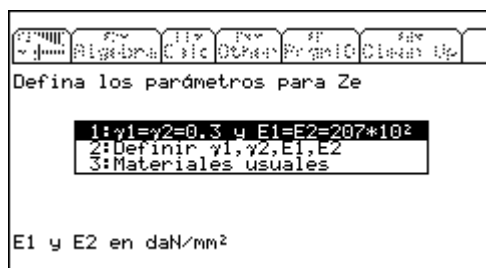 Algebra Calc Other PrgmIO Clean Up
Defina los parámetros para Ze
1:γ1=γ2=0.3 y E1=E2=207*10²
2:Definir γ1,γ2,E1,E2
3:Materiales usuales
E1 y E2 en daN/mm²